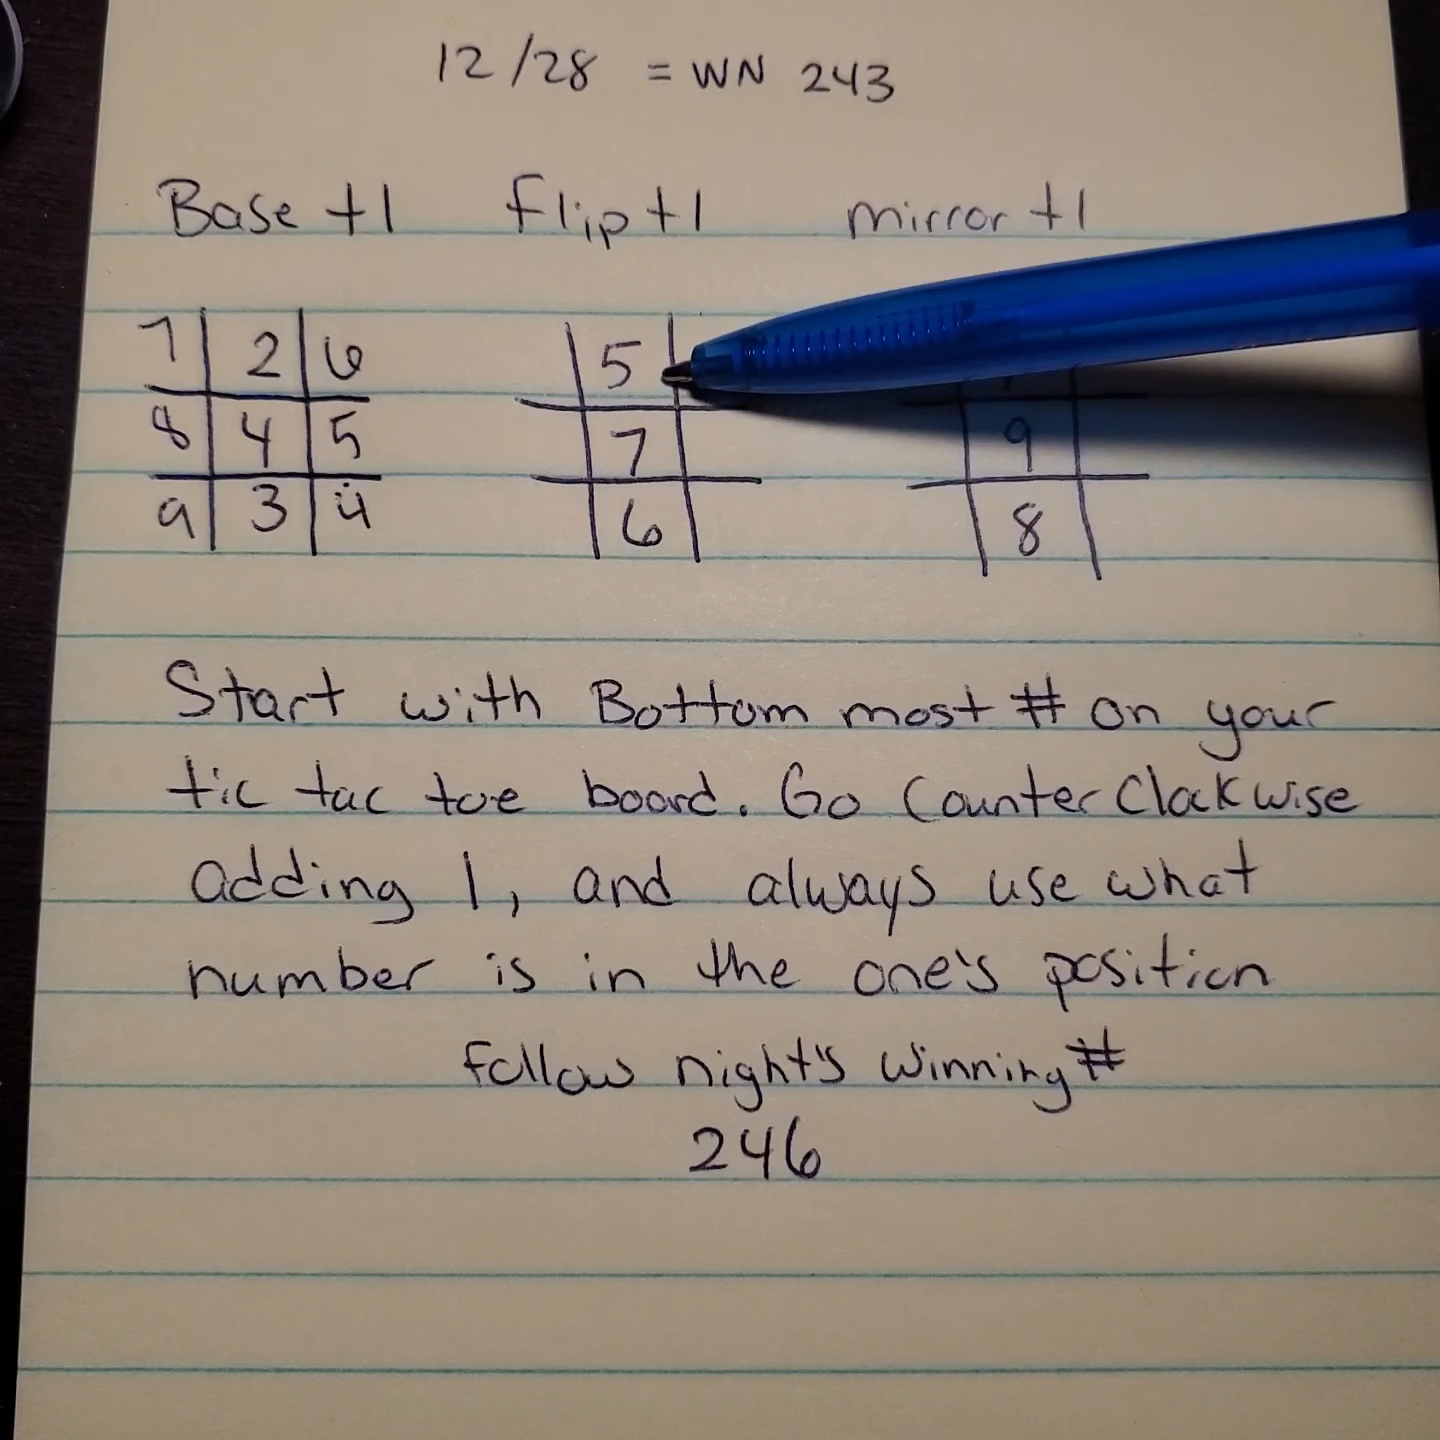 12/28 = WN 243
Base +1 Flip +1 mirror +1
7 2 6 5
8 4 5 7 9
9 3 4 6 8
Start with Bottom most # on your
tic tac toe board. Go Counter Clockwise
adding 1, and always use what
number is in the one's position
follow night's winning #
246